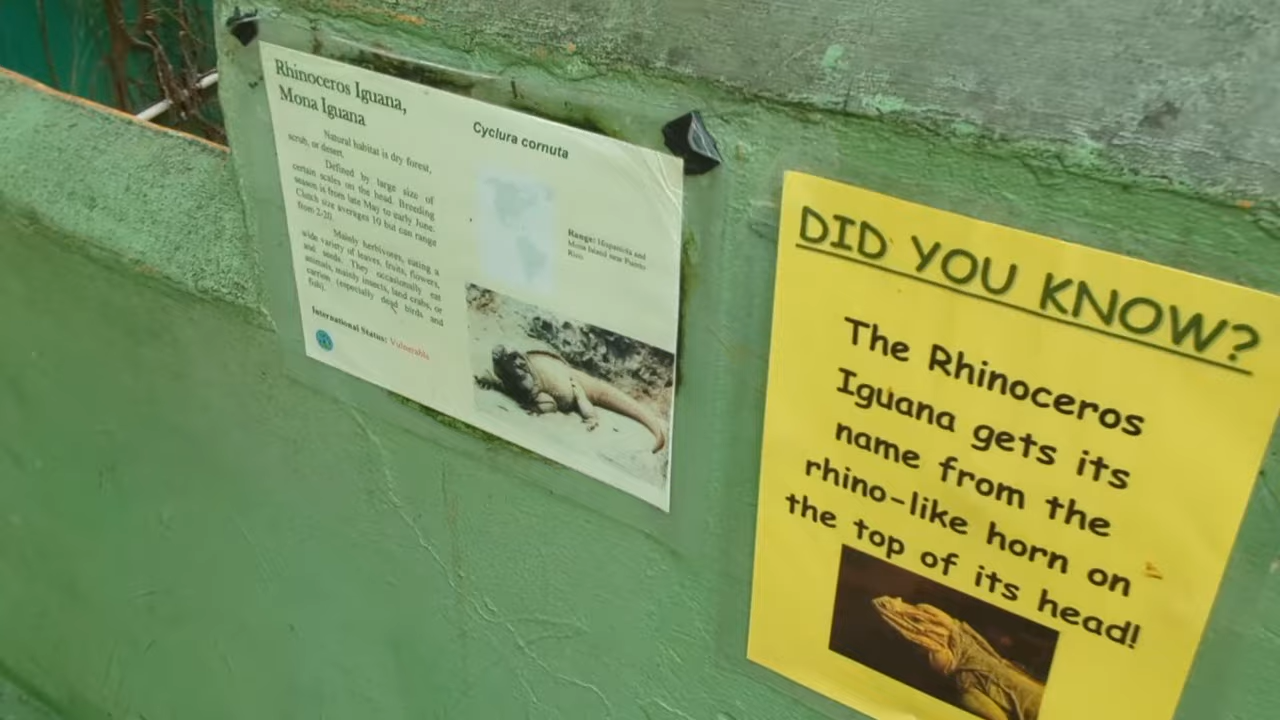 Rhinoceros Iguana,
Mona Iguana
Natural habitat is dry forest,
scrub, or desert.
Defined by large size of
certain scales on the head. Breeding
season is from late May to early June.
Clutch size averages 10 but can range
from 2-20.
Mainly herbivores, eating a
wide variety of leaves, fruits, flowers,
and seeds. They occasionally eat
animals, mainly insects, land crabs, or
carrion (especially dead birds and
fish).
International Status: Vulnerable
Cyclura cornuta
Range: Hispaniola and
Mona Island near Puerto
Rico
DID YOU KNOW?
The Rhinoceros
Iguana gets its
name from the
rhino-like horn on
the top of its head!